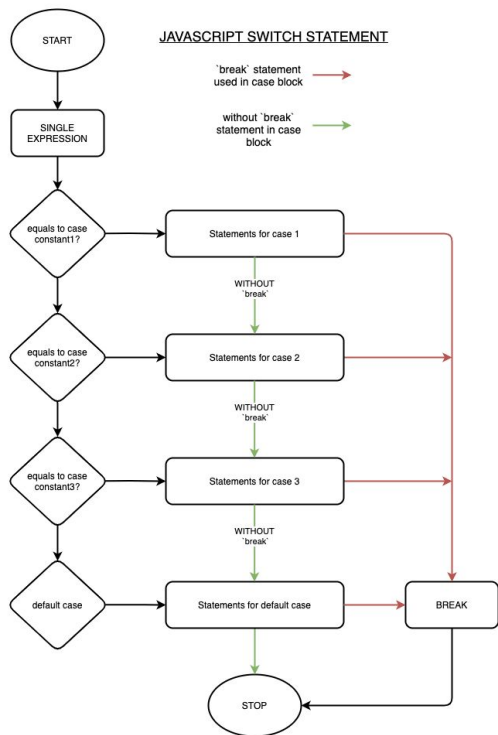 START
JAVASCRIPT SWITCH STATEMENT
`break` statement
used in case block
without `break`
statement in case
block
SINGLE
EXPRESSION
equals to case
constant1?
Statements for case 1
WITHOUT
`break`
equals to case
constant2?
Statements for case 2
WITHOUT
`break`
equals to case
constant3?
Statements for case 3
WITHOUT
`break`
default case
Statements for default case
BREAK
STOP